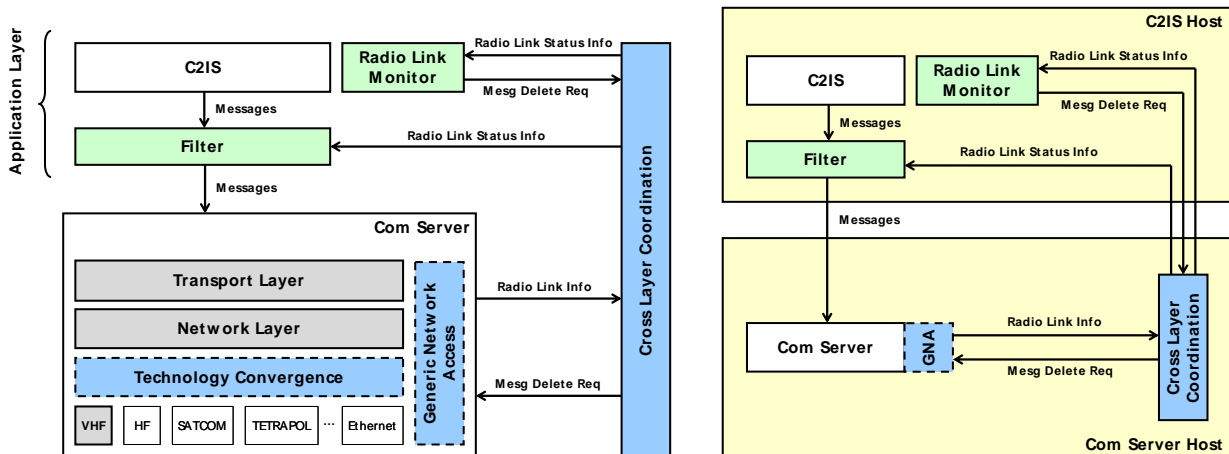 Application Layer
C2IS
Radio Link
Monitor
Radio Link Status Info
Mesg Delete Req
Messages
Filter
Radio Link Status Info
Messages
Cross Layer Coordination
Com Server
Transport Layer
Network Layer
Technology Convergence
VHF
HF
SATCOM
TETRAPOL
...
Ethernet
Generic Network
Access
Radio Link Info
Mesg Delete Req
C2IS Host
C2IS
Radio Link
Monitor
Radio Link Status Info
Mesg Delete Req
Messages
Filter
Radio Link Status Info
Messages
Com Server
GNA
Radio Link Info
Mesg Delete Req
Cross Layer
Coordination
Com Server Host